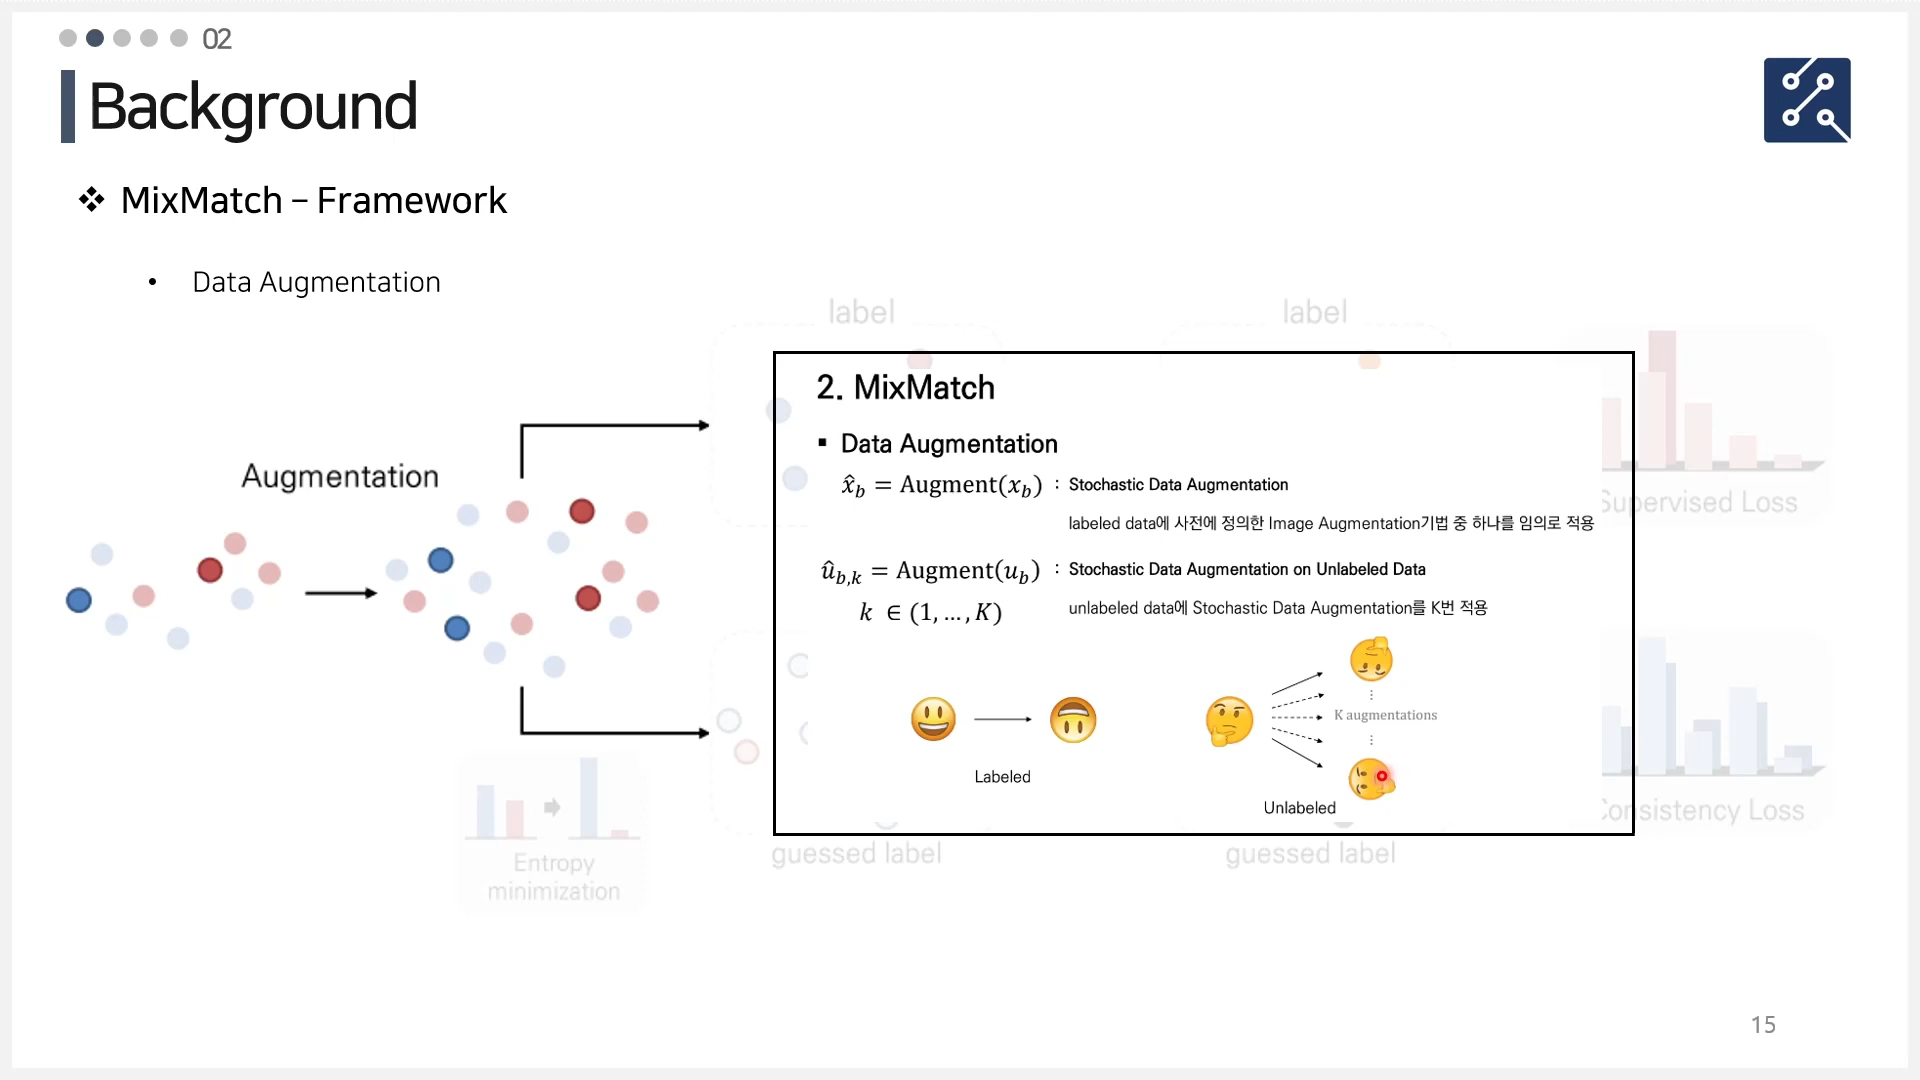 02
Background
❖ MixMatch – Framework
• Data Augmentation
label
label
2. MixMatch
▪ Data Augmentation
x̂_b = Augment(x_b) : Stochastic Data Augmentation
labeled data에 사전에 정의한 Image Augmentation기법 중 하나를 임의로 적용
û_{b,k} = Augment(u_b) : Stochastic Data Augmentation on Unlabeled Data
k ∈ (1, ..., K)
unlabeled data에 Stochastic Data Augmentation를 K번 적용
K augmentations
Labeled
Unlabeled
Augmentation
Supervised Loss
Consistency Loss
Entropy
minimization
guessed label
guessed label
15